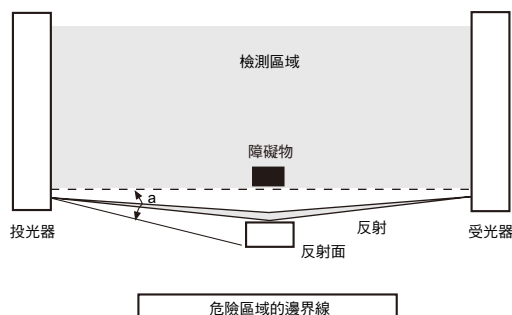 檢測區域
障礙物
a
投光器
反射
受光器
反射面
危險區域的邊界線